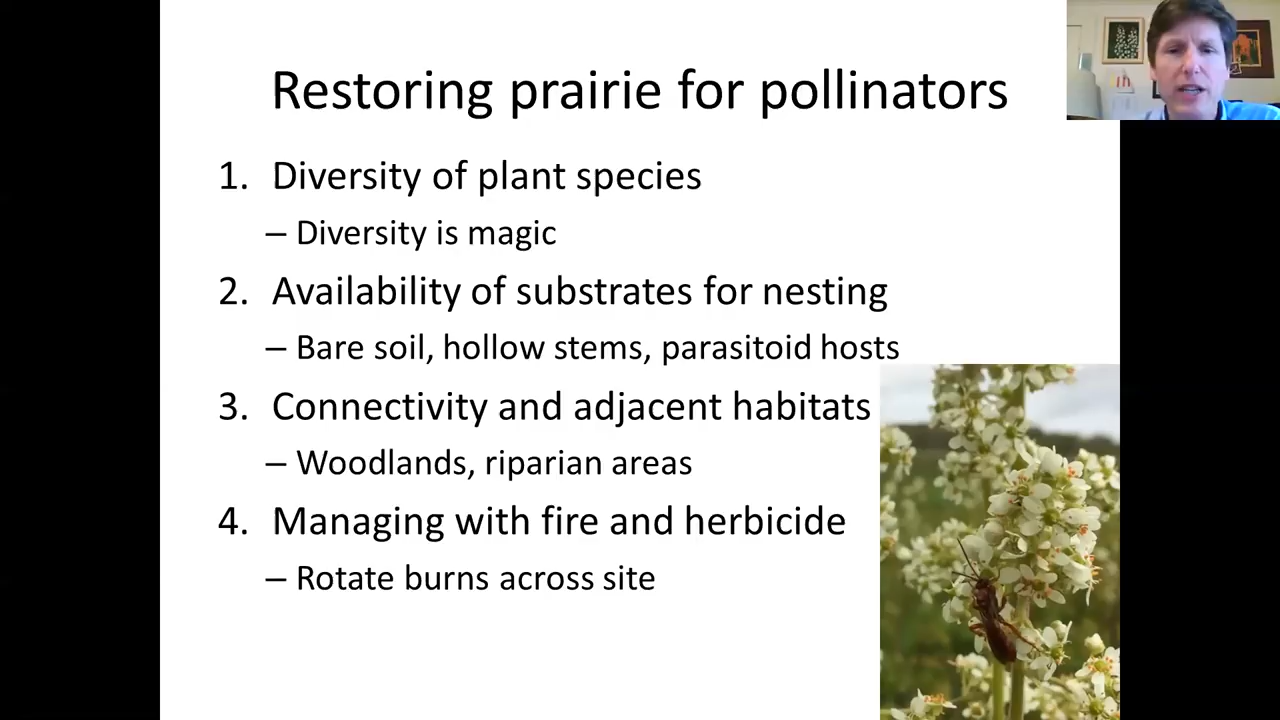 Restoring prairie for pollinators
1. Diversity of plant species
– Diversity is magic
2. Availability of substrates for nesting
– Bare soil, hollow stems, parasitoid hosts
3. Connectivity and adjacent habitats
– Woodlands, riparian areas
4. Managing with fire and herbicide
– Rotate burns across site